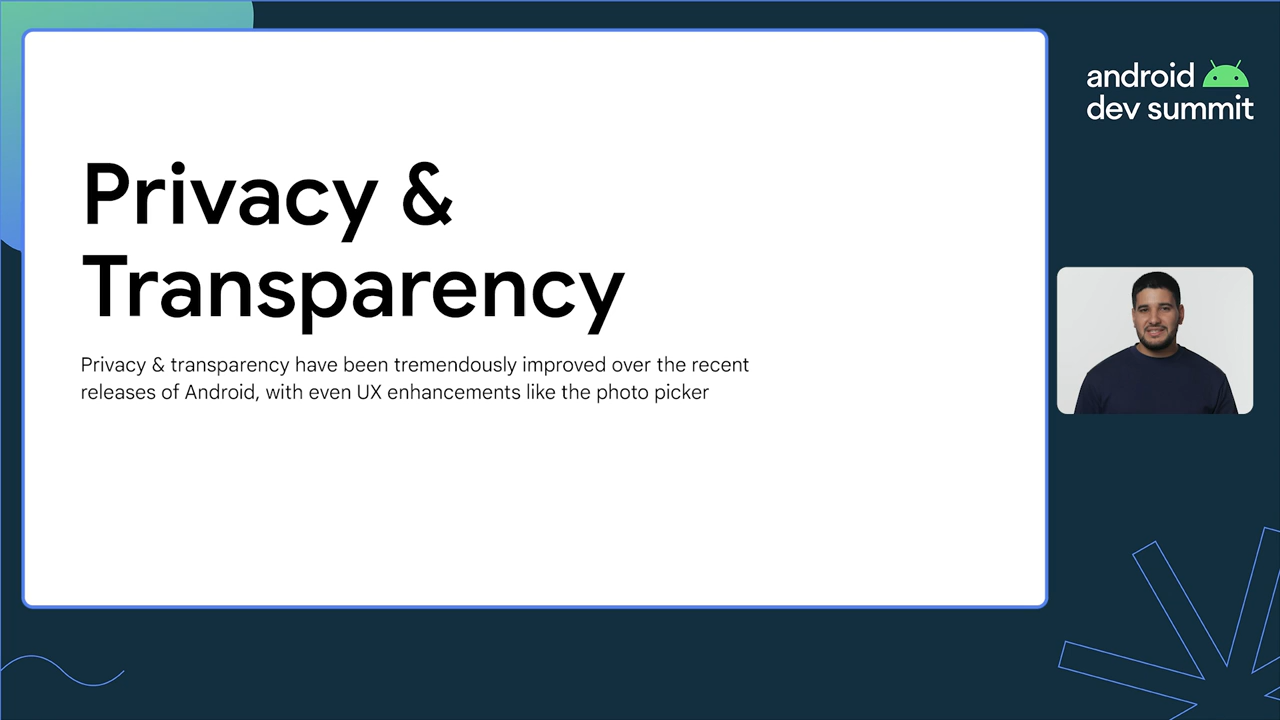 Privacy &
Transparency
Privacy & transparency have been tremendously improved over the recent
releases of Android, with even UX enhancements like the photo picker
android
dev summit